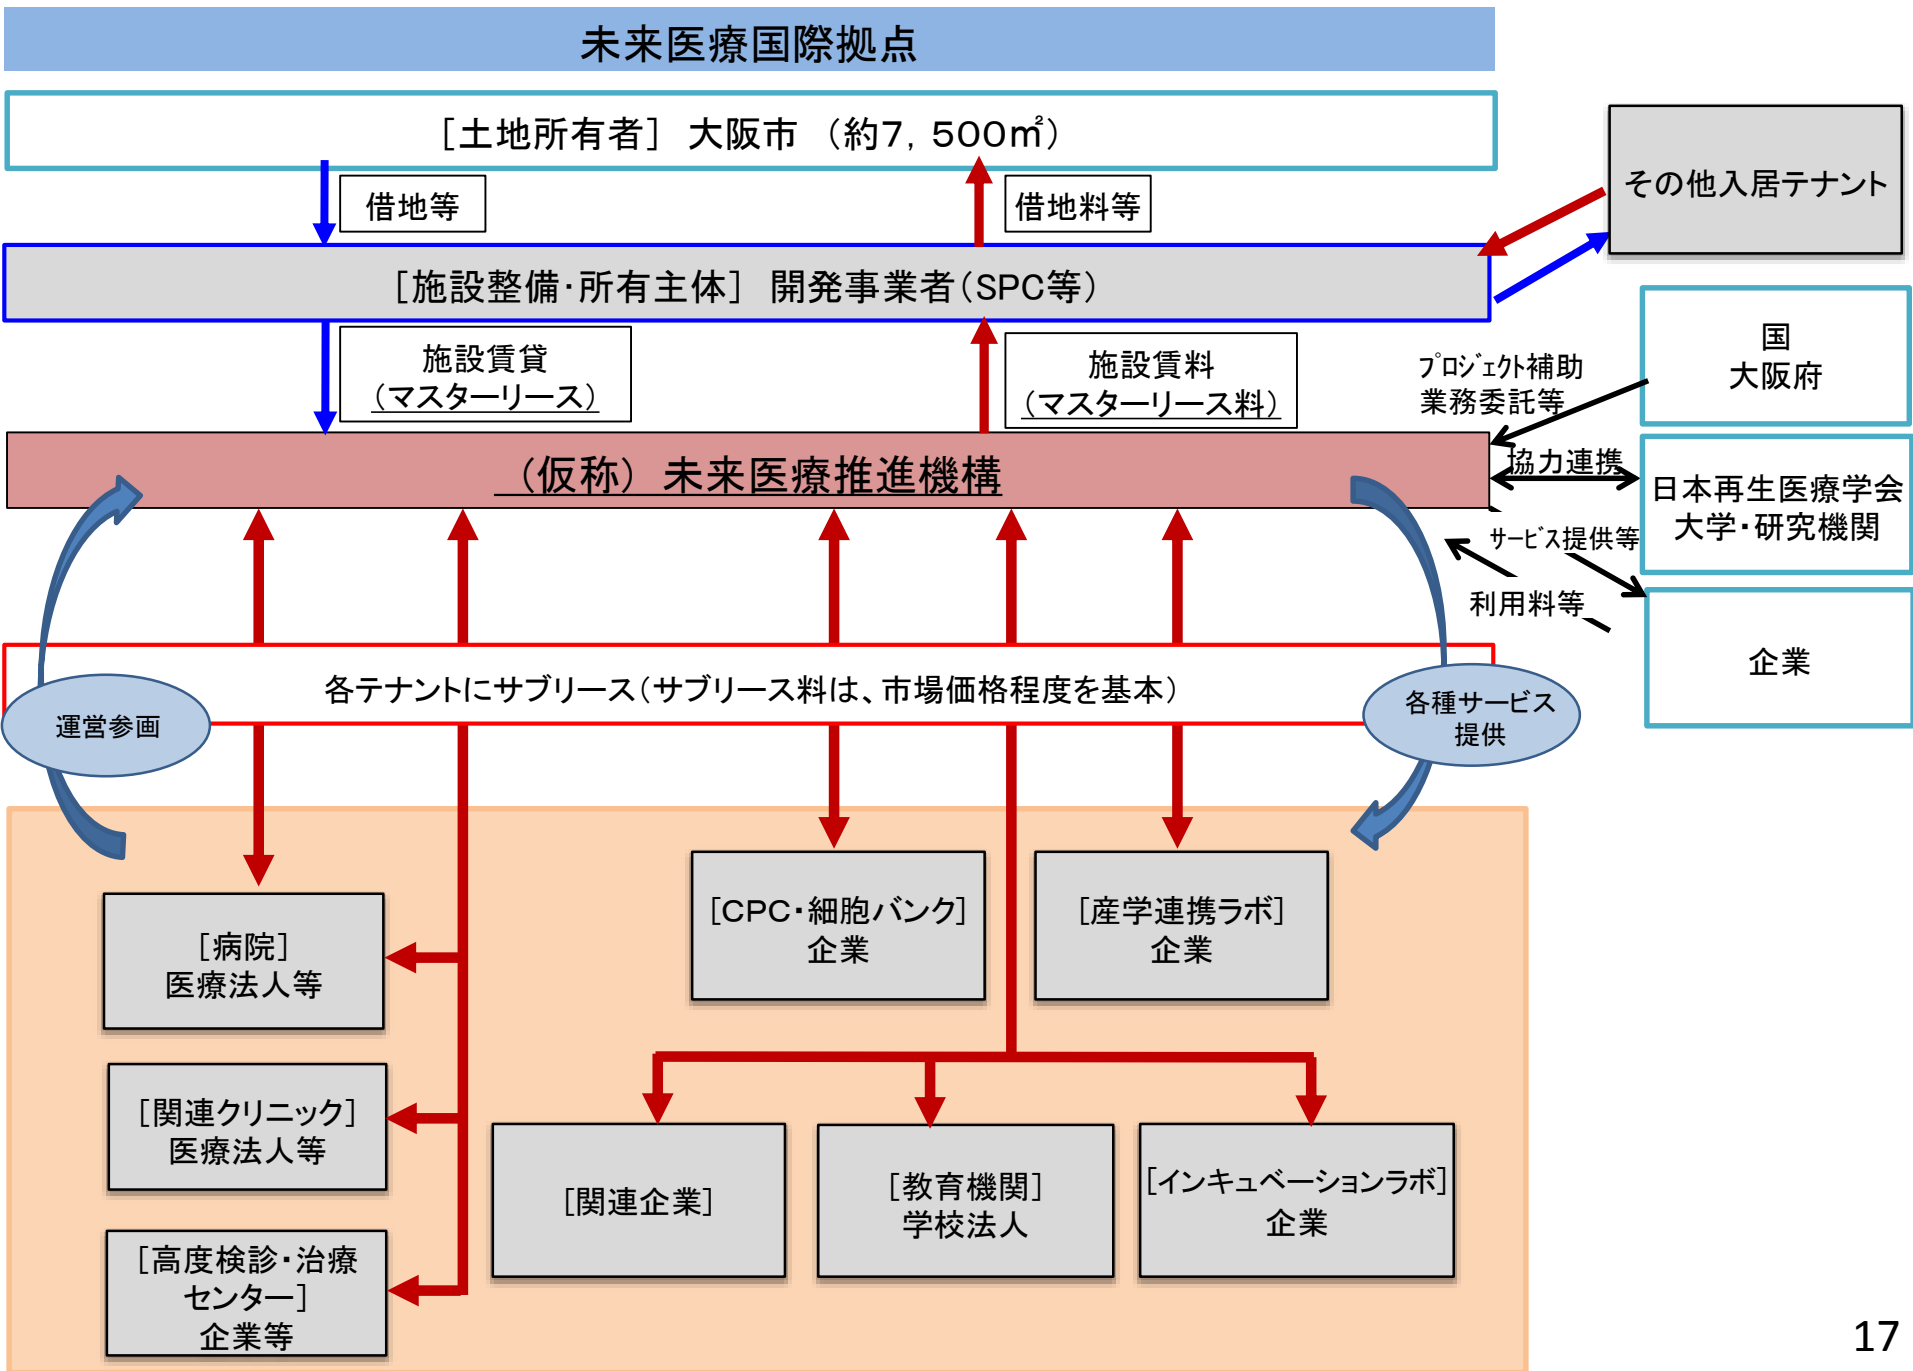 未来医療国際拠点
［土地所有者］ 大阪市 （約７，５００㎡）
借地等
借地料等
その他入居テナント
［施設整備・所有主体］ 開発事業者（SPC等）
施設賃貸
（マスターリース）
施設賃料
（マスターリース料）
プロジェクト補助
業務委託等
国
大阪府
（仮称） 未来医療推進機構
協力連携
日本再生医療学会
大学・研究機関
サービス提供等
利用料等
企業
各テナントにサブリース（サブリース料は、市場価格程度を基本）
運営参画
各種サービス
提供
［病院］
医療法人等
［CPC・細胞バンク］
企業
［産学連携ラボ］
企業
［関連クリニック］
医療法人等
［関連企業］
［教育機関］
学校法人
［インキュベーションラボ］
企業
［高度検診・治療
センター］
企業等
17